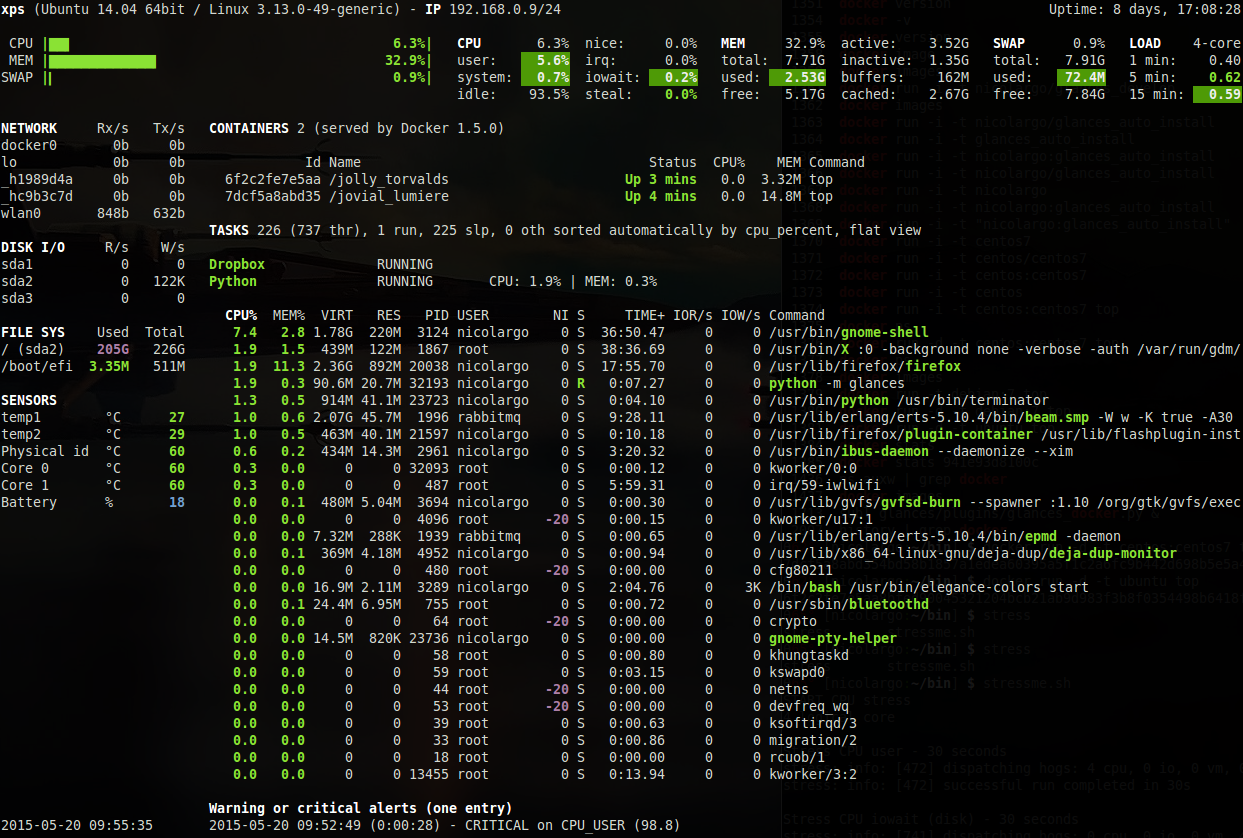 xps (Ubuntu 14.04 64bit / Linux 3.13.0-49-generic) - IP 192.168.0.9/24 Uptime: 8 days, 17:08:28
CPU 6.3% CPU 6.3% nice: 0.0% MEM 32.9% active: 3.52G SWAP 0.9% LOAD 4-core
MEM 32.9% user: 5.6% irq: 0.0% total: 7.71G inactive: 1.35G total: 7.91G 1 min: 0.40
SWAP 0.9% system: 0.7% iowait: 0.2% used: 2.53G buffers: 162M used: 72.4M 5 min: 0.62
idle: 93.5% steal: 0.0% free: 5.17G cached: 2.67G free: 7.84G 15 min: 0.59
NETWORK Rx/s Tx/s CONTAINERS 2 (served by Docker 1.5.0)
docker0 0b 0b
lo 0b 0b Id Name Status CPU% MEM Command
_h1989d4a 0b 0b 6f2c2fe7e5aa /jolly_torvalds Up 3 mins 0.0 3.32M top
_hc9b3c7d 0b 0b 7dcf5a8abd35 /jovial_lumiere Up 4 mins 0.0 14.8M top
wlan0 848b 632b
TASKS 226 (737 thr), 1 run, 225 slp, 0 oth sorted automatically by cpu_percent, flat view
DISK I/O R/s W/s
sda1 0 0 Dropbox RUNNING
sda2 0 122K Python RUNNING CPU: 1.9% | MEM: 0.3%
sda3 0 0
CPU% MEM% VIRT RES PID USER NI S TIME+ IOR/s IOW/s Command
FILE SYS Used Total 7.4 2.8 1.78G 220M 3124 nicolargo 0 S 36:50.47 0 0 /usr/bin/gnome-shell
/ (sda2) 205G 226G 1.9 1.5 439M 122M 1867 root 0 S 38:36.69 0 0 /usr/bin/X :0 -background none -verbose -auth /var/run/gdm/
/boot/efi 3.35M 511M 1.9 11.3 2.36G 892M 20038 nicolargo 0 S 17:55.70 0 0 /usr/lib/firefox/firefox
1.9 0.3 90.6M 20.7M 32193 nicolargo 0 R 0:07.27 0 0 python -m glances
SENSORS 1.3 0.5 914M 41.1M 23723 nicolargo 0 S 0:04.10 0 0 /usr/bin/python /usr/bin/terminator
temp1 °C 27 1.0 0.6 2.07G 45.7M 1996 rabbitmq 0 S 9:28.11 0 0 /usr/lib/erlang/erts-5.10.4/bin/beam.smp -W w -K true -A30
temp2 °C 29 1.0 0.5 463M 40.1M 21597 nicolargo 0 S 0:10.18 0 0 /usr/lib/firefox/plugin-container /usr/lib/flashplugin-inst
Physical id °C 60 0.6 0.2 434M 14.3M 2961 nicolargo 0 S 3:20.32 0 0 /usr/bin/ibus-daemon --daemonize --xim
Core 0 °C 60 0.3 0.0 0 0 32093 root 0 S 0:00.12 0 0 kworker/0:0
Core 1 °C 60 0.3 0.0 0 0 487 root 0 S 5:59.31 0 0 irq/59-iwlwifi
Battery % 18 0.0 0.1 480M 5.04M 3694 nicolargo 0 S 0:00.30 0 0 /usr/lib/gvfs/gvfsd-burn --spawner :1.10 /org/gtk/gvfs/exec
0.0 0.0 0 0 4096 root -20 S 0:00.15 0 0 kworker/u17:1
0.0 0.0 7.32M 288K 1939 rabbitmq 0 S 0:00.65 0 0 /usr/lib/erlang/erts-5.10.4/bin/epmd -daemon
0.0 0.1 369M 4.18M 4952 nicolargo 0 S 0:00.94 0 0 /usr/lib/x86_64-linux-gnu/deja-dup/deja-dup-monitor
0.0 0.0 0 0 480 root -20 S 0:00.00 0 0 cfg80211
0.0 0.0 16.9M 2.11M 3289 nicolargo 0 S 2:04.76 0 3K /bin/bash /usr/bin/elegance-colors start
0.0 0.1 24.4M 6.95M 755 root 0 S 0:00.72 0 0 /usr/sbin/bluetoothd
0.0 0.0 0 0 64 root -20 S 0:00.00 0 0 crypto
0.0 0.0 14.5M 820K 23736 nicolargo 0 S 0:00.00 0 0 gnome-pty-helper
0.0 0.0 0 0 58 root 0 S 0:00.80 0 0 khungtaskd
0.0 0.0 0 0 59 root 0 S 0:03.15 0 0 kswapd0
0.0 0.0 0 0 44 root -20 S 0:00.00 0 0 netns
0.0 0.0 0 0 53 root -20 S 0:00.00 0 0 devfreq_wq
0.0 0.0 0 0 39 root 0 S 0:00.63 0 0 ksoftirqd/3
0.0 0.0 0 0 33 root 0 S 0:00.86 0 0 migration/2
0.0 0.0 0 0 18 root 0 S 0:00.00 0 0 rcuob/1
0.0 0.0 0 0 13455 root 0 S 0:13.94 0 0 kworker/3:2
Warning or critical alerts (one entry)
2015-05-20 09:55:35 2015-05-20 09:52:49 (0:00:28) - CRITICAL on CPU_USER (98.8)